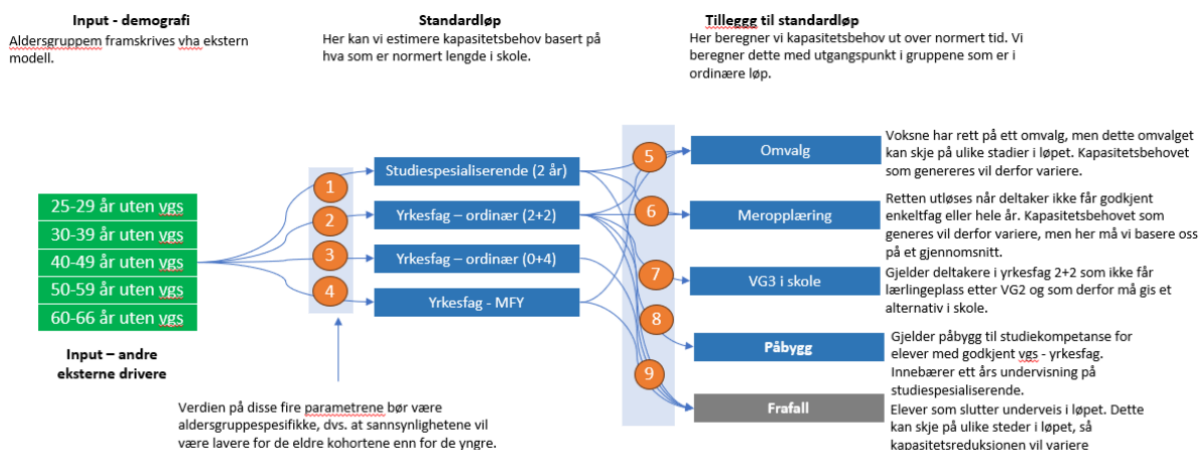 Input - demografi
Aldersgruppem framskrives vha ekstern
modell.
Standardløp
Her kan vi estimere kapasitetsbehov basert på
hva som er normert lengde i skole.
Tilleggg til standardløp
Her beregner vi kapasitetsbehov ut over normert tid. Vi
beregner dette med utgangspunkt i gruppene som er i
ordinære løp.
25-29 år uten vgs
30-39 år uten vgs
40-49 år uten vgs
50-59 år uten vgs
60-66 år uten vgs
Input – andre
eksterne drivere
1
2
3
4
Verdien på disse fire parametrene bør være
aldersgruppespesifikke, dvs. at sannsynlighetene vil
være lavere for de eldre kohortene enn for de yngre.
Studiespesialiserende (2 år)
Yrkesfag – ordinær (2+2)
Yrkesfag – ordinær (0+4)
Yrkesfag - MFY
5
6
7
8
9
Omvalg
Voksne har rett på ett omvalg, men dette omvalget
kan skje på ulike stadier i løpet. Kapasitetsbehovet
som genereres vil derfor variere.
Meropplæring
Retten utløses når deltaker ikke får godkjent
enkeltfag eller hele år. Kapasitetsbehovet som
generes vil derfor variere, men her må vi basere oss
på et gjennomsnitt.
VG3 i skole
Gjelder deltakere i yrkesfag 2+2 som ikke får
lærlingeplass etter VG2 og som derfor må gis et
alternativ i skole.
Påbygg
Gjelder påbygg til studiekompetanse for
elever med godkjent vgs - yrkesfag.
Innebærer ett års undervisning på
studiespesialiserende.
Frafall
Elever som slutter underveis i løpet. Dette
kan skje på ulike steder i løpet, så
kapasitetsreduksjonen vil variere